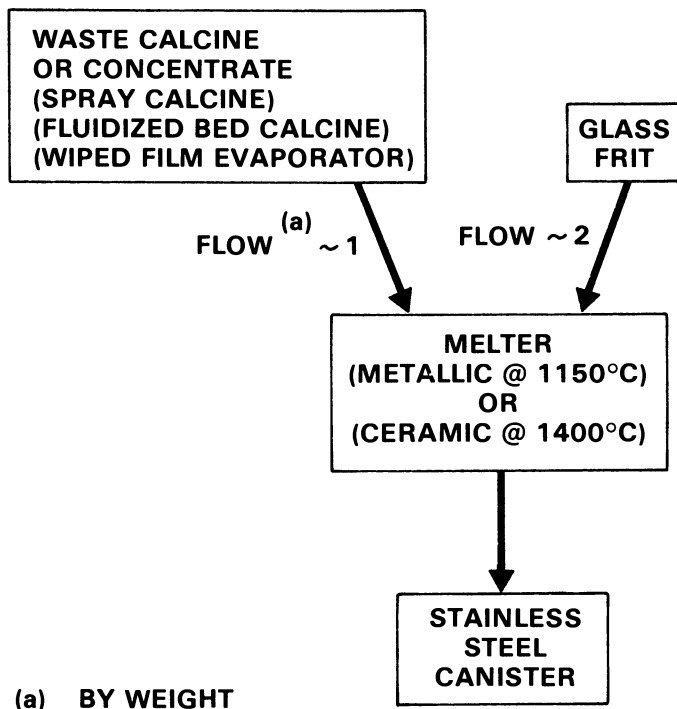 WASTE CALCINE
OR CONCENTRATE
(SPRAY CALCINE)
(FLUIDIZED BED CALCINE)
(WIPED FILM EVAPORATOR)
GLASS
FRIT
FLOW (a) ~ 1
FLOW ~ 2
MELTER
(METALLIC @ 1150°C)
OR
(CERAMIC @ 1400°C)
STAINLESS
STEEL
CANISTER
(a) BY WEIGHT